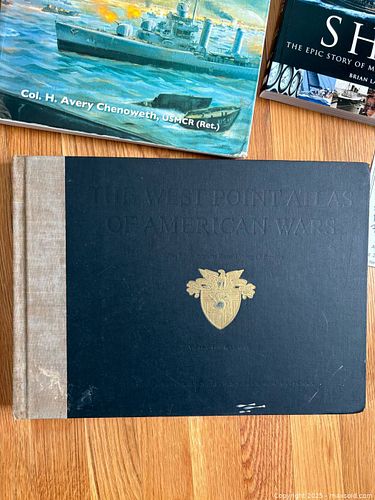 Col. H. Avery Chenoweth, USMCR (Ret.)
SH
THE EPIC STORY OF M
BRIAN LA
THE WEST POINT ATLAS
OF AMERICAN WARS
Copyright 2025 - maxsold.com